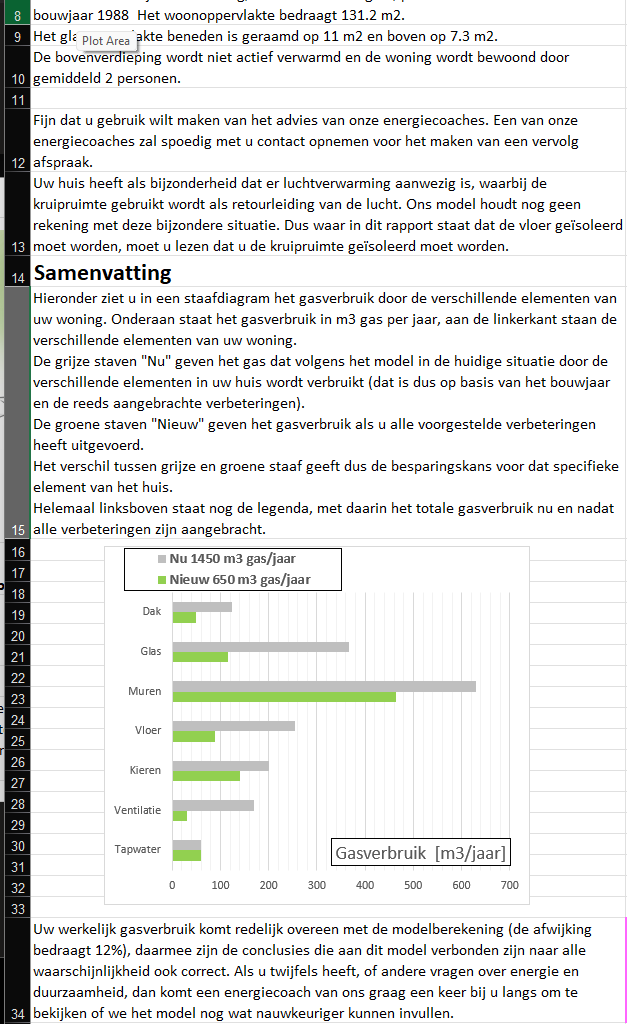 8
bouwjaar 1988 Het woonoppervlakte bedraagt 131.2 m2.
9
Het gla
Plot Area
kte beneden is geraamd op 11 m2 en boven op 7.3 m2.
De bovenverdieping wordt niet actief verwarmd en de woning wordt bewoond door
10
gemiddeld 2 personen.
11
Fijn dat u gebruik wilt maken van het advies van onze energiecoaches. Een van onze
energiecoaches zal spoedig met u contact opnemen voor het maken van een vervolg
12
afspraak.
Uw huis heeft als bijzonderheid dat er luchtverwarming aanwezig is, waarbij de
kruipruimte gebruikt wordt als retourleiding van de lucht. Ons model houdt nog geen
rekening met deze bijzondere situatie. Dus waar in dit rapport staat dat de vloer geïsoleerd
13
moet worden, moet u lezen dat u de kruipruimte geïsoleerd moet worden.
14
Samenvatting
Hieronder ziet u in een staafdiagram het gasverbruik door de verschillende elementen van
uw woning. Onderaan staat het gasverbruik in m3 gas per jaar, aan de linkerkant staan de
verschillende elementen van uw woning.
De grijze staven "Nu" geven het gas dat volgens het model in de huidige situatie door de
verschillende elementen in uw huis wordt verbruikt (dat is dus op basis van het bouwjaar
en de reeds aangebrachte verbeteringen).
De groene staven "Nieuw" geven het gasverbruik als u alle voorgestelde verbeteringen
heeft uitgevoerd.
Het verschil tussen grijze en groene staaf geeft dus de besparingskans voor dat specifieke
element van het huis.
Helemaal linksboven staat nog de legenda, met daarin het totale gasverbruik nu en nadat
15
alle verbeteringen zijn aangebracht.
16
17
18
19
20
21
22
23
24
25
26
27
28
29
30
31
32
33
Nu 1450 m3 gas/jaar
Nieuw 650 m3 gas/jaar
Dak
Glas
Muren
Vloer
Kieren
Ventilatie
Tapwater
Gasverbruik [m3/jaar]
0 100 200 300 400 500 600 700
Uw werkelijk gasverbruik komt redelijk overeen met de modelberekening (de afwijking
bedraagt 12%), daarmee zijn de conclusies die aan dit model verbonden zijn naar alle
waarschijnlijkheid ook correct. Als u twijfels heeft, of andere vragen over energie en
duurzaamheid, dan komt een energiecoach van ons graag een keer bij u langs om te
34
bekijken of we het model nog wat nauwkeuriger kunnen invullen.